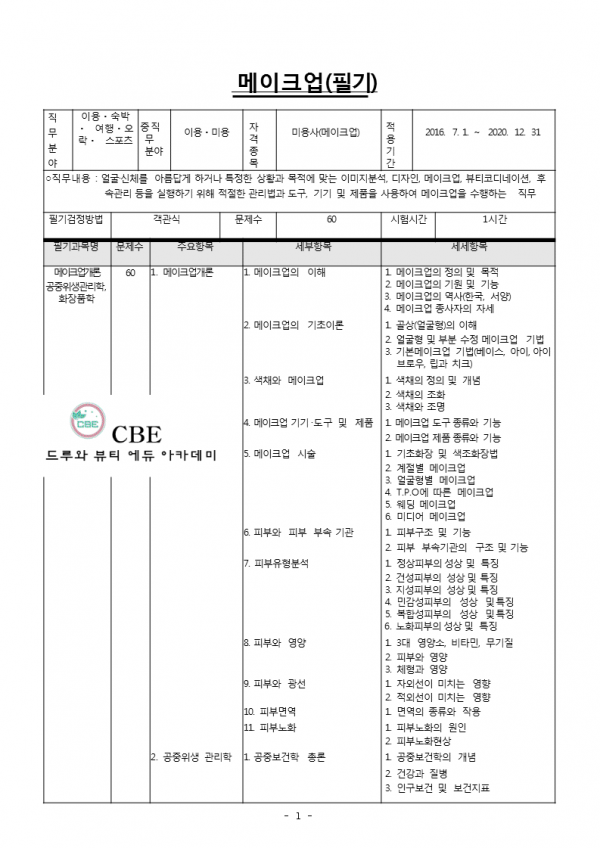 메이크업(필기)
직무분야
이용·숙박·여행·오락·스포츠
중직무분야
이용·미용
자격종목
미용사(메이크업)
적용기간
2016. 7. 1. ~ 2020. 12. 31
○직무내용 : 얼굴·신체를 아름답게 하거나 특정한 상황과 목적에 맞는 이미지분석, 디자인, 메이크업, 뷰티코디네이션, 후
속관리 등을 실행하기 위해 적절한 관리법과 도구, 기기 및 제품을 사용하여 메이크업을 수행하는 직무
필기검정방법 객관식 문제수 60 시험시간 1시간
필기과목명 문제수 주요항목 세부항목 세세항목
메이크업개론 60 1. 메이크업개론 1. 메이크업의 이해 1. 메이크업의 정의 및 목적
공중위생관리학, 2. 메이크업의 기원 및 기능
화장품학 3. 메이크업의 역사(한국, 서양)
4. 메이크업 종사자의 자세
2. 메이크업의 기초이론 1. 골상(얼굴형)의 이해
2. 얼굴형 및 부분 수정 메이크업 기법
3. 기본메이크업 기법(베이스, 아이, 아이
브로우, 립과 치크)
3. 색채와 메이크업 1. 색채의 정의 및 개념
2. 색채의 조화
3. 색채와 조명
CBE
CBE
드루와 뷰티 에듀 아카데미
4. 메이크업 기기·도구 및 제품 1. 메이크업 도구 종류와 기능
2. 메이크업 제품 종류와 기능
5. 메이크업 시술 1. 기초화장 및 색조화장법
2. 계절별 메이크업
3. 얼굴형별 메이크업
4. T.P.O에 따른 메이크업
5. 웨딩 메이크업
6. 미디어 메이크업
6. 피부와 피부 부속 기관 1. 피부구조 및 기능
2. 피부 부속기관의 구조 및 기능
7. 피부유형분석 1. 정상피부의 성상 및 특징
2. 건성피부의 성상 및 특징
3. 지성피부의 성상 및 특징
4. 민감성피부의 성상 및 특징
5. 복합성피부의 성상 및 특징
6. 노화피부의 성상 및 특징
8. 피부와 영양 1. 3대 영양소, 비타민, 무기질
2. 피부와 영양
3. 체형과 영양
9. 피부와 광선 1. 자외선이 미치는 영향
2. 적외선이 미치는 영향
10. 피부면역 1. 면역의 종류와 작용
11. 피부노화 1. 피부노화의 원인
2. 피부노화현상
2. 공중위생 관리학 1. 공중보건학 총론 1. 공중보건학의 개념
2. 건강과 질병
3. 인구보건 및 보건지표
- 1 -